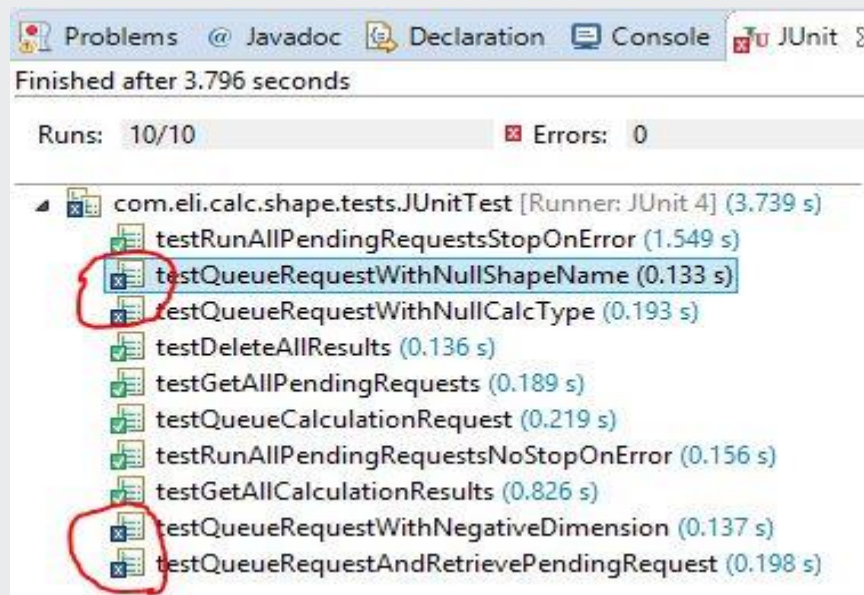 Problems @ Javadoc Declaration Console JU JUnit
Finished after 3.796 seconds
Runs: 10/10 Errors: 0
com.eli.calc.shape.tests.JUnitTest [Runner: JUnit 4] (3.739 s)
testRunAllPendingRequestsStopOnError (1.549 s)
testQueueRequestWithNullShapeName (0.133 s)
testQueueRequestWithNullCalcType (0.193 s)
testDeleteAllResults (0.136 s)
testGetAllPendingRequests (0.189 s)
testQueueCalculationRequest (0.219 s)
testRunAllPendingRequestsNoStopOnError (0.156 s)
testGetAllCalculationResults (0.826 s)
testQueueRequestWithNegativeDimension (0.137 s)
testQueueRequestAndRetrievePendingRequest (0.198 s)